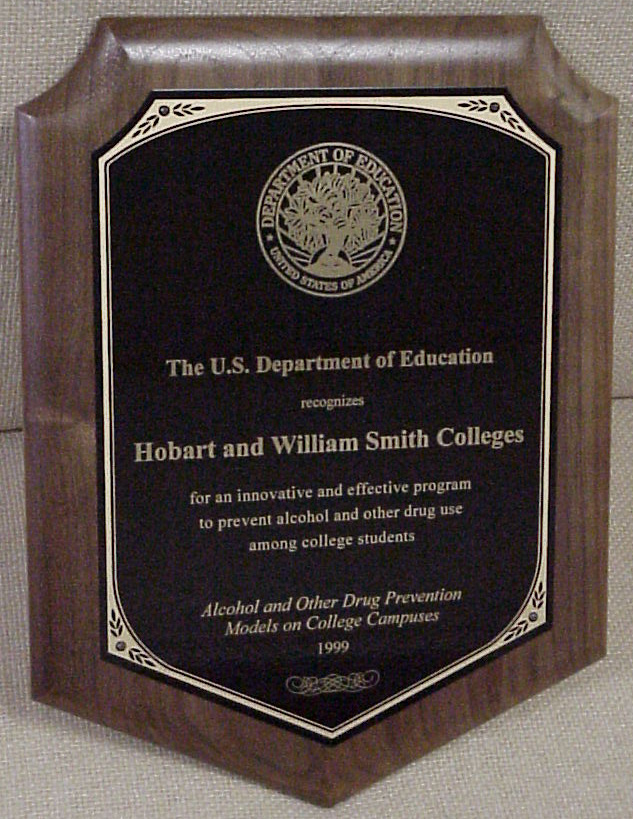 DEPARTMENT OF EDUCATION
★ UNITED STATES OF AMERICA ★
The U.S. Department of Education
recognizes
Hobart and William Smith Colleges
for an innovative and effective program
to prevent alcohol and other drug use
among college students
Alcohol and Other Drug Prevention
Models on College Campuses
1999